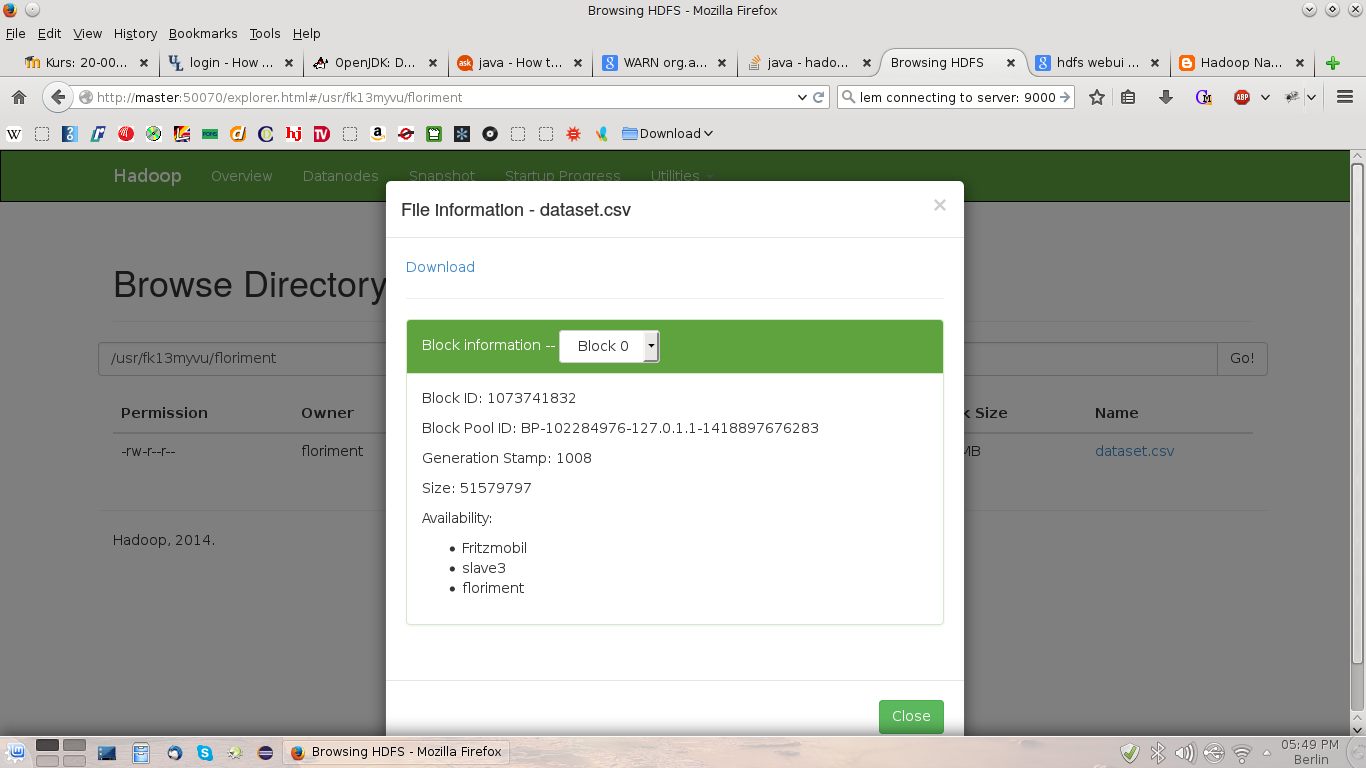 Browsing HDFS - Mozilla Firefox
File Edit View History Bookmarks Tools Help
Kurs: 20-00... login - How ... OpenJDK: D... java - How t... WARN org.a... java - hado... Browsing HDFS hdfs webui ... Hadoop Na...
http://master:50070/explorer.html#/usr/fk13myvu/floriment lem connecting to server: 9000 ABP
W hj TV a Download
Hadoop Overview Datanodes Snapshot Startup Progress Utilities
File information - dataset.csv ×
Download
Browse Directory
Block information -- Block 0
/usr/fk13myvu/floriment Go!
Block ID: 1073741832
Permission Owner k Size Name
Block Pool ID: BP-102284976-127.0.1.1-1418897676283
-rw-r--r-- floriment MB dataset.csv
Generation Stamp: 1008
Size: 51579797
Availability:
Hadoop, 2014.
• Fritzmobil
• slave3
• floriment
Close
Browsing HDFS - Mozilla Firefox 05:49 PM
Berlin